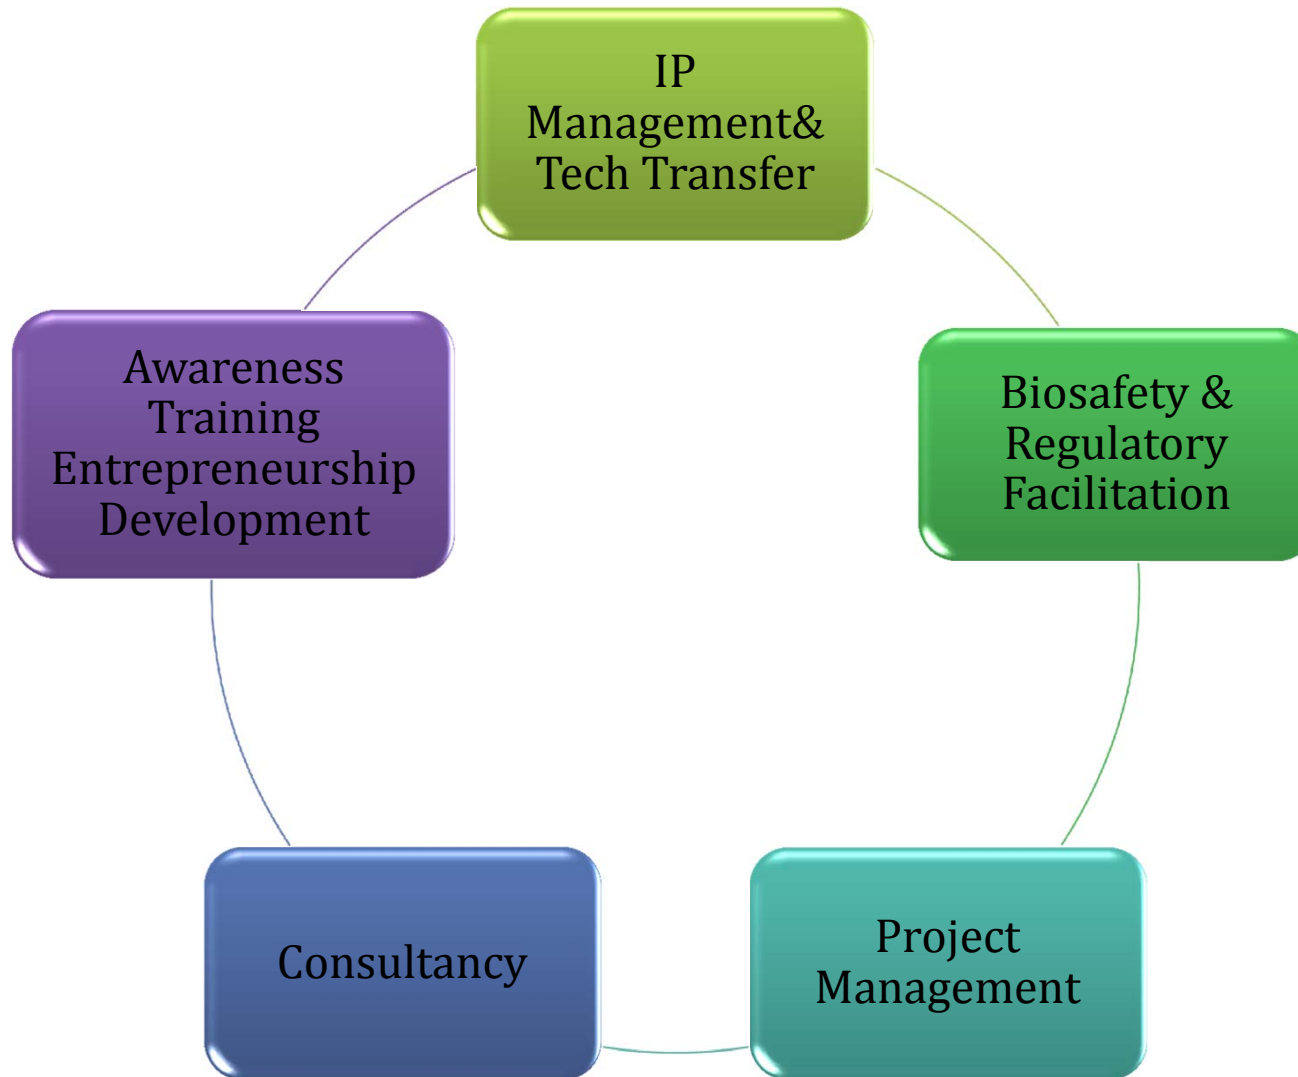 IP
Management&
Tech Transfer
Biosafety &
Regulatory
Facilitation
Project
Management
Consultancy
Awareness
Training
Entrepreneurship
Development